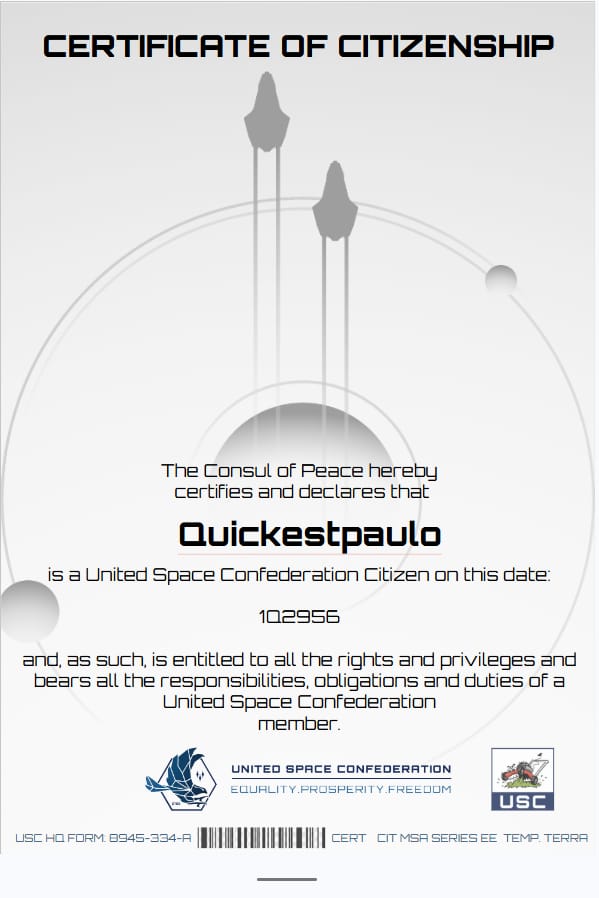 CERTIFICATE OF CITIZENSHIP
The Consul of Peace hereby
certifies and declares that
Quickestpaulo
is a United Space Confederation Citizen on this date:
1Q2956
and, as such, is entitled to all the rights and privileges and
bears all the responsibilities, obligations and duties of a
United Space Confederation
member.
UNITED SPACE CONFEDERATION
EQUALITY.PROSPERITY.FREEDOM
USC
USC HQ FORM: 8945-334-A CERT CIT MSA SERIES EE TEMP. TERRA